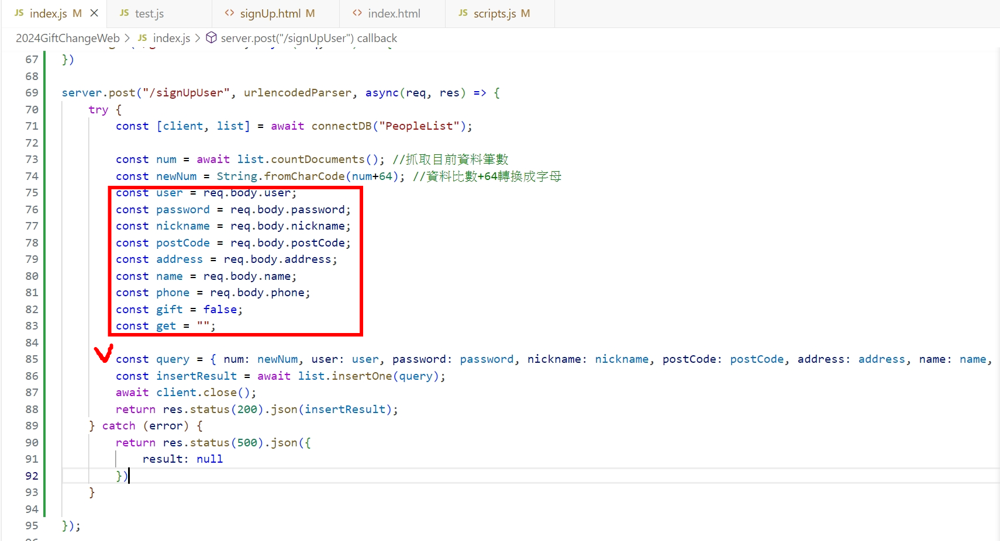 JS index.js M × JS test.js <> signUp.html M <> index.html JS scripts.js M
2024GiftChangeWeb > JS index.js > server.post("/signUpUser") callback
67 })
68
69 server.post("/signUpUser", urlencodedParser, async(req, res) => {
70 try {
71 const [client, list] = await connectDB("PeopleList");
72
73 const num = await list.countDocuments(); //抓取目前資料筆數
74 const newNum = String.fromCharCode(num+64); //資料比數+64轉換成字母
75 const user = req.body.user;
76 const password = req.body.password;
77 const nickname = req.body.nickname;
78 const postCode = req.body.postCode;
79 const address = req.body.address;
80 const name = req.body.name;
81 const phone = req.body.phone;
82 const gift = false;
83 const get = "";
84
85 const query = { num: newNum, user: user, password: password, nickname: nickname, postCode: postCode, address: address, name: name,
86 const insertResult = await list.insertOne(query);
87 await client.close();
88 return res.status(200).json(insertResult);
89 } catch (error) {
90 return res.status(500).json({
91 result: null
92 })
93 }
94
95 });